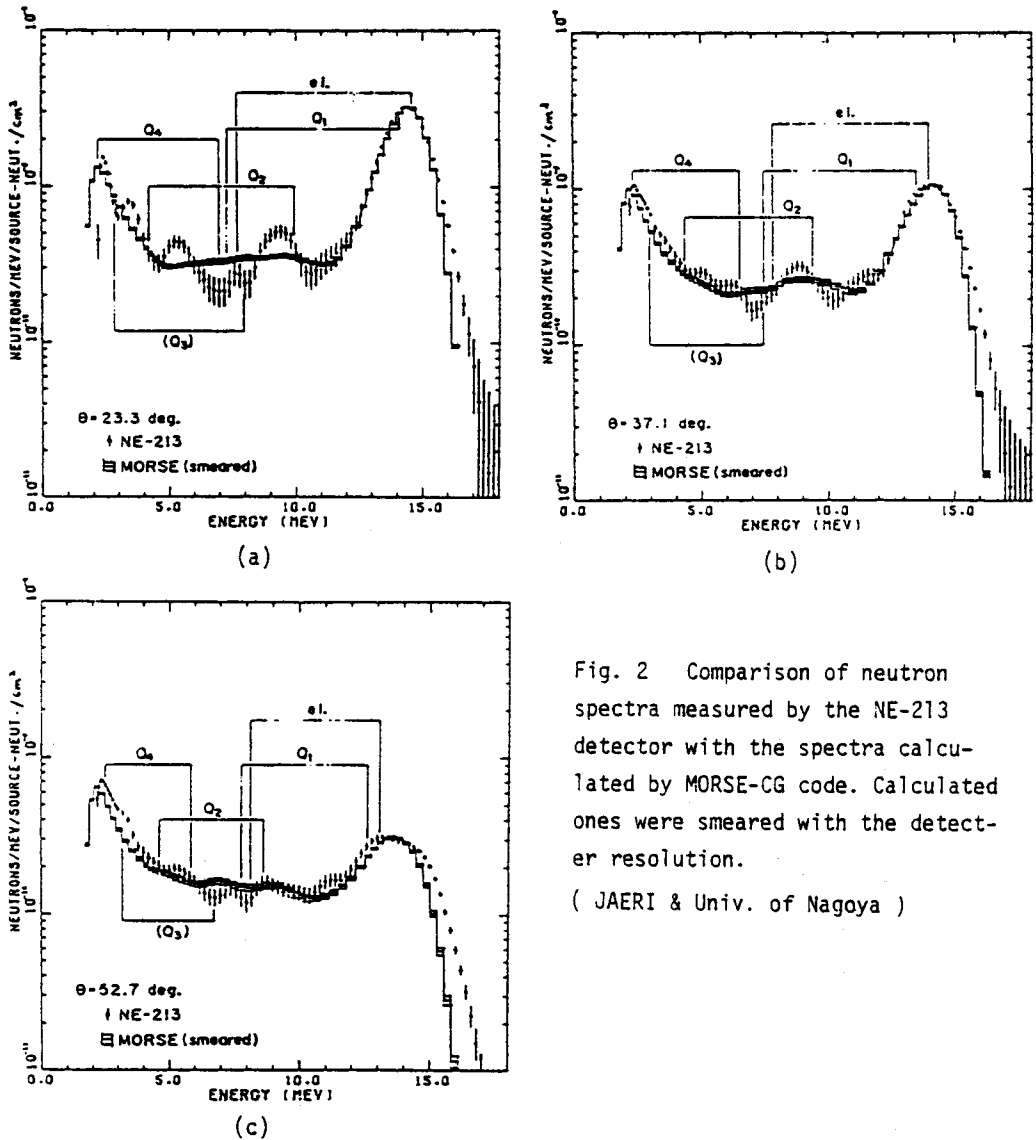 NEUTRONS/MEV/SOURCE-NEUT./cm²
el.
Q₁
Q₄
Q₂
(Q₃)
θ=23.3 deg.
NE-213
MORSE (smeared)
0.0 5.0 10.0 15.0
ENERGY (MEV)
(a)
NEUTRONS/MEV/SOURCE-NEUT./cm²
el.
Q₄
Q₁
Q₂
(Q₃)
θ=37.1 deg.
NE-213
MORSE (smeared)
0.0 5.0 10.0 15.0
ENERGY (MEV)
(b)
NEUTRONS/MEV/SOURCE-NEUT./cm²
el.
Q₄
Q₁
Q₂
(Q₃)
θ=52.7 deg.
NE-213
MORSE (smeared)
0.0 5.0 10.0 15.0
ENERGY (MEV)
(c)
Fig. 2 Comparison of neutron
spectra measured by the NE-213
detector with the spectra calcu-
lated by MORSE-CG code. Calculated
ones were smeared with the detect-
er resolution.
( JAERI & Univ. of Nagoya )